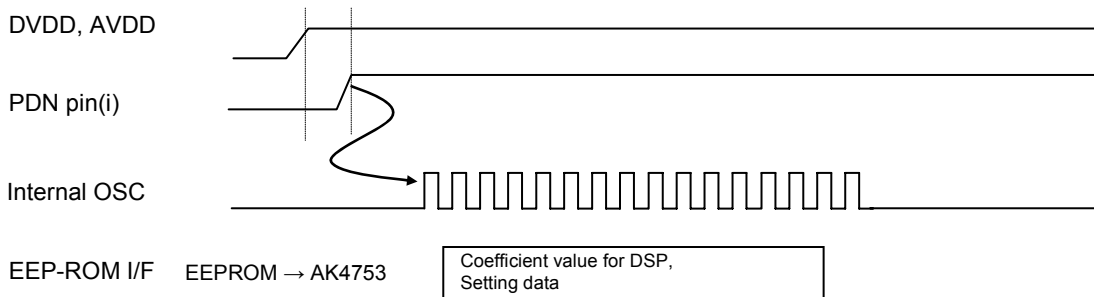 DVDD, AVDD
PDN pin(i)
Internal OSC
EEP-ROM I/F EEPROM → AK4753
Coefficient value for DSP,
Setting data